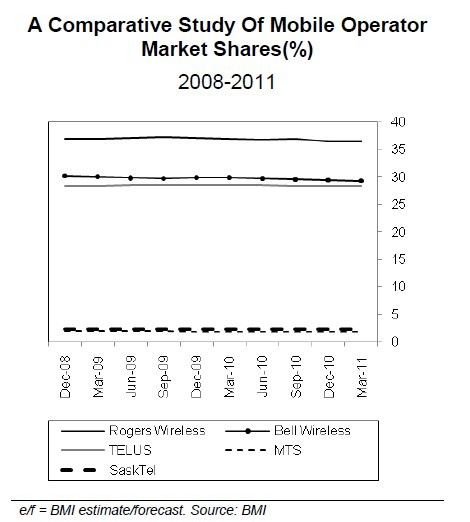 A Comparative Study Of Mobile Operator
Market Shares(%)
2008-2011
40
35
30
25
20
15
10
5
0
Dec-08
Mar-09
Jun-09
Sep-09
Dec-09
Mar-10
Jun-10
Sep-10
Dec-10
Mar-11
Rogers Wireless
Bell Wireless
TELUS
MTS
SaskTel
e/f = BMI estimate/forecast. Source: BMI